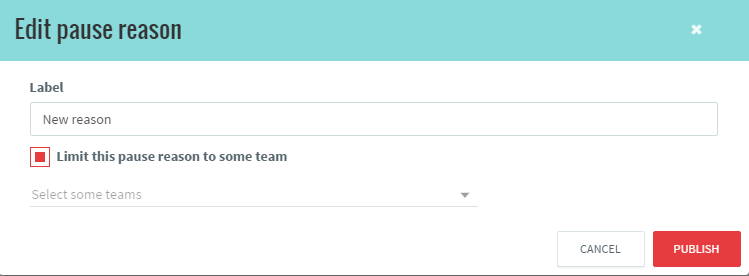 Edit pause reason
Label
New reason
Limit this pause reason to some team
Select some teams
CANCEL PUBLISH